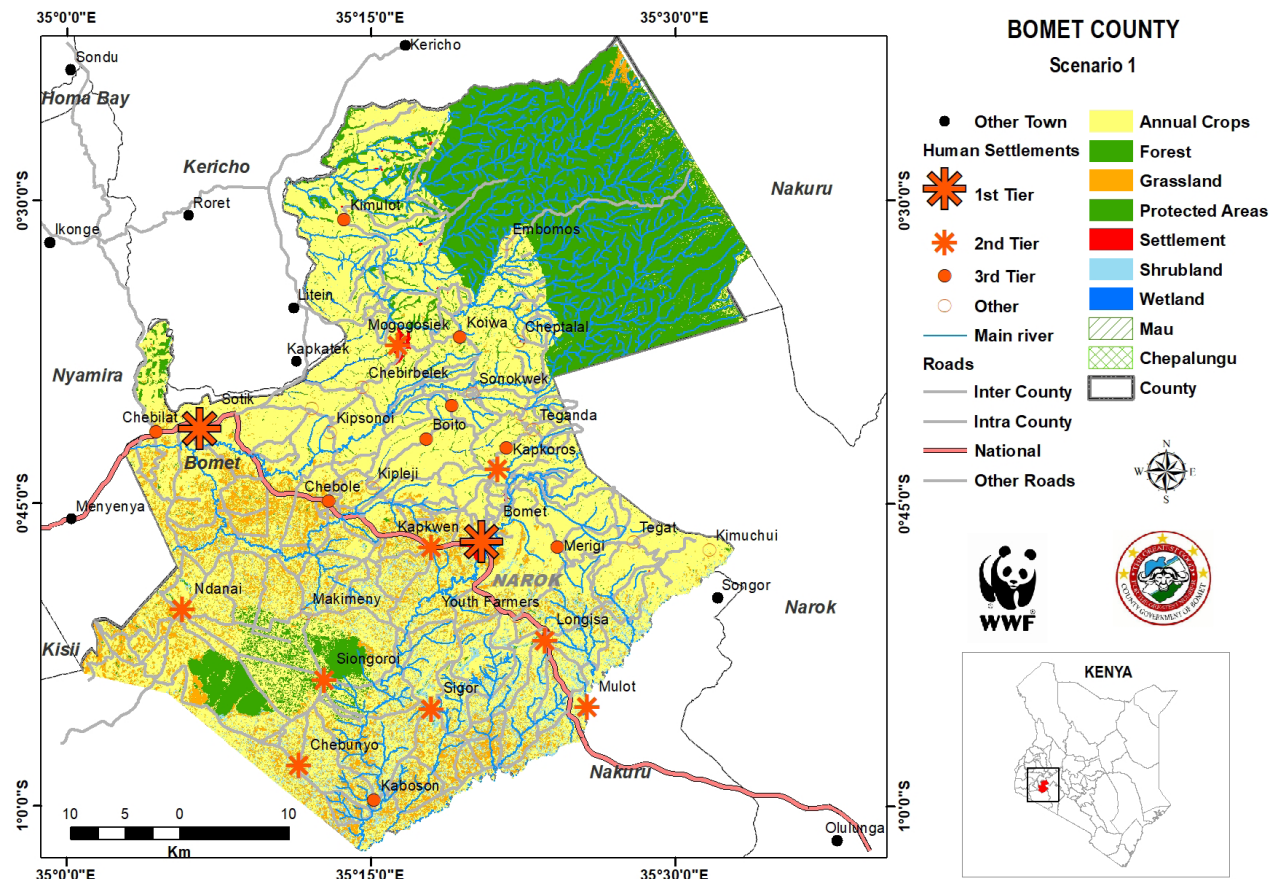 35°0'0"E
35°15'0"E
35°30'0"E
BOMET COUNTY
Scenario 1
Other Town
Human Settlements
1st Tier
2nd Tier
3rd Tier
Other
Main river
Roads
Inter County
Intra County
National
Other Roads
Annual Crops
Forest
Grassland
Protected Areas
Settlement
Shrubland
Wetland
Mau
Chepalungu
County
N
W
E
S
WWF
COUNTY GOVERNMENT OF BOMET
KENYA
0°30'0"S
0°30'0"S
0°45'0"S
0°45'0"S
1°0'0"S
1°0'0"S
Sondu
Kericho
Homa Bay
Kericho
Nakuru
Roret
Kimulot
Ikonge
Embomos
Litein
Mogogosiek
Koiwa
Cheptalal
Kapkatek
Nyamira
Chebirbelek
Sonokwek
Sotik
Chebilat
Kipsonoi
Boito
Teganda
Kapkoros
Bomet
Kipleji
Chebole
Menyenya
Bomet
Kapkwen
Tegat
Kimuchui
Merigi
NAROK
Ndanai
Makimeny
Youth Farmers
Songor
Narok
Longisa
Kisii
Siongoroi
Sigor
Mulot
Chebunyo
Nakuru
Kaboson
Olulunga
10
5
0
10
Km
35°0'0"E
35°15'0"E
35°30'0"E